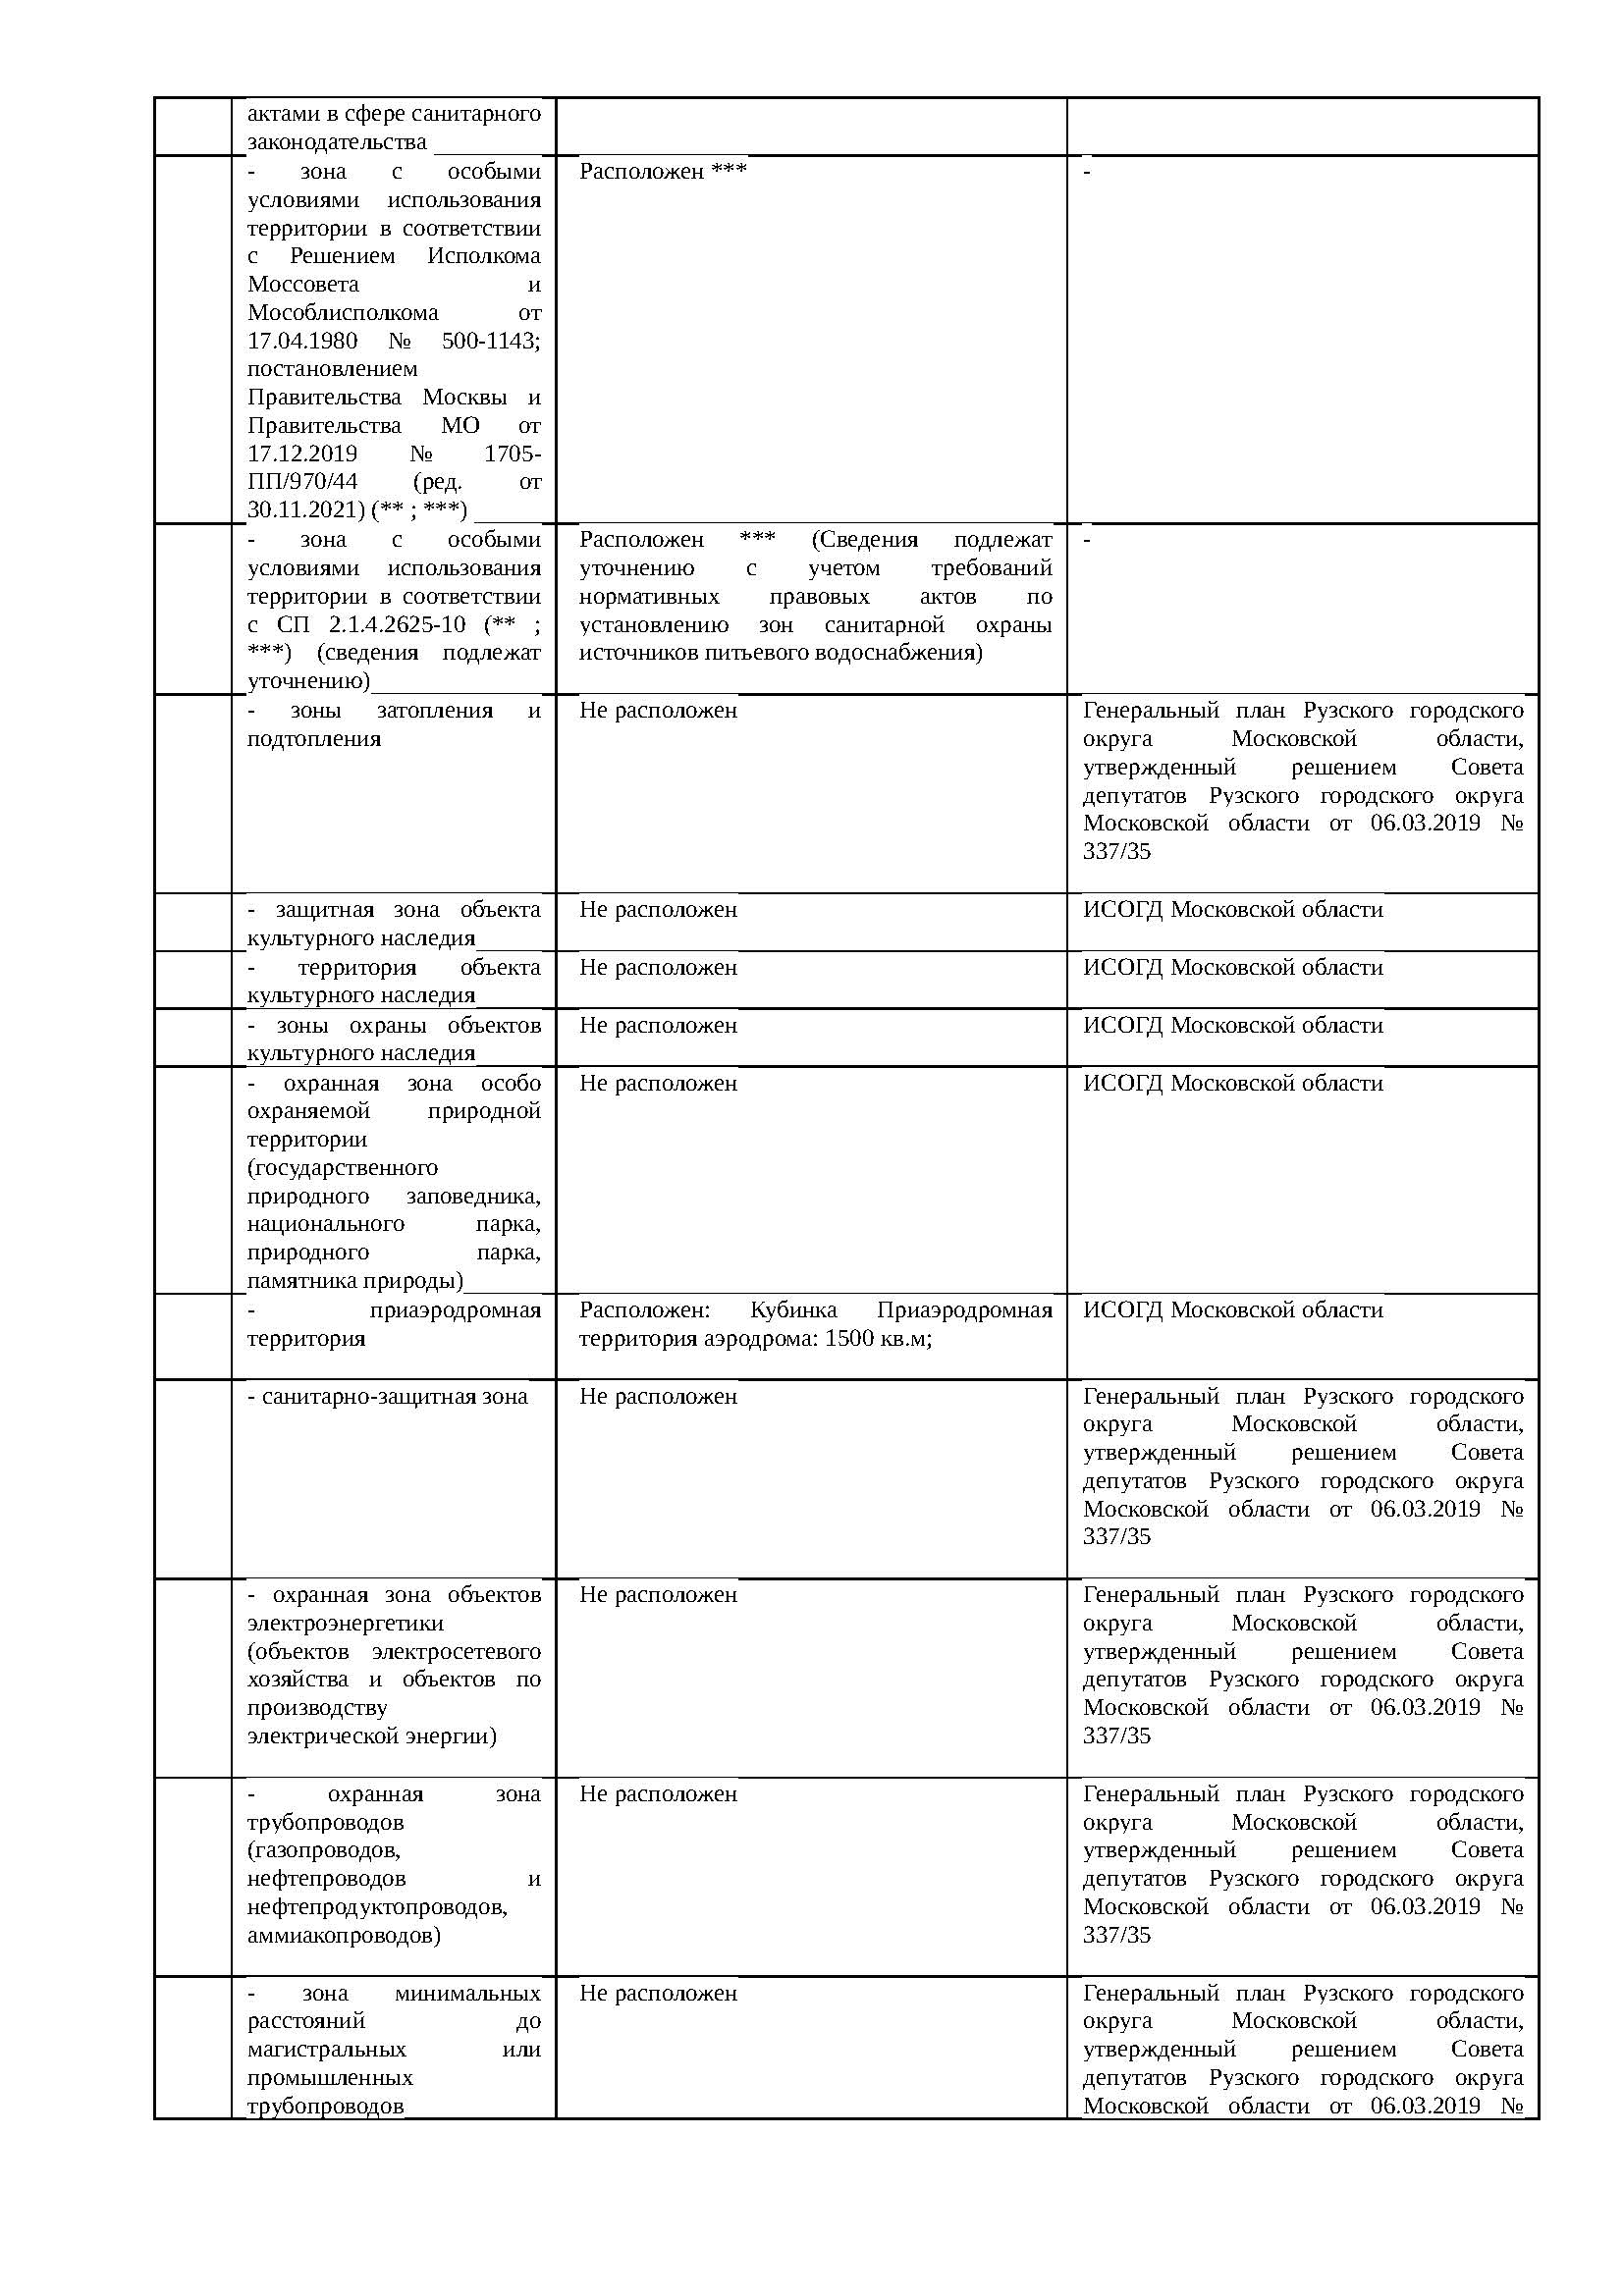 актами в сфере санитарного
законодательства
- зона с особыми
условиями использования
территории в соответствии
с Решением Исполкома
Моссовета и
Мособлисполкома от
17.04.1980 № 500-1143;
постановлением
Правительства Москвы и
Правительства МО от
17.12.2019 № 1705-
ПП/970/44 (ред. от
30.11.2021) (** ; ***)
Расположен ***
-
- зона с особыми
условиями использования
территории в соответствии
с СП 2.1.4.2625-10 (** ;
***) (сведения подлежат
уточнению)
Расположен *** (Сведения подлежат
уточнению с учетом требований
нормативных правовых актов по
установлению зон санитарной охраны
источников питьевого водоснабжения)
-
- зоны затопления и
подтопления
Не расположен
Генеральный план Рузского городского
округа Московской области,
утвержденный решением Совета
депутатов Рузского городского округа
Московской области от 06.03.2019 №
337/35
- защитная зона объекта
культурного наследия
Не расположен
ИСОГД Московской области
- территория объекта
культурного наследия
Не расположен
ИСОГД Московской области
- зоны охраны объектов
культурного наследия
Не расположен
ИСОГД Московской области
- охранная зона особо
охраняемой природной
территории
(государственного
природного заповедника,
национального парка,
природного парка,
памятника природы)
Не расположен
ИСОГД Московской области
- приаэродромная
территория
Расположен: Кубинка Приаэродромная
территория аэродрома: 1500 кв.м;
ИСОГД Московской области
- санитарно-защитная зона
Не расположен
Генеральный план Рузского городского
округа Московской области,
утвержденный решением Совета
депутатов Рузского городского округа
Московской области от 06.03.2019 №
337/35
- охранная зона объектов
электроэнергетики
(объектов электросетевого
хозяйства и объектов по
производству
электрической энергии)
Не расположен
Генеральный план Рузского городского
округа Московской области,
утвержденный решением Совета
депутатов Рузского городского округа
Московской области от 06.03.2019 №
337/35
- охранная зона
трубопроводов
(газопроводов,
нефтепроводов и
нефтепродуктопроводов,
аммиакопроводов)
Не расположен
Генеральный план Рузского городского
округа Московской области,
утвержденный решением Совета
депутатов Рузского городского округа
Московской области от 06.03.2019 №
337/35
- зона минимальных
расстояний до
магистральных или
промышленных
трубопроводов
Не расположен
Генеральный план Рузского городского
округа Московской области,
утвержденный решением Совета
депутатов Рузского городского округа
Московской области от 06.03.2019 №